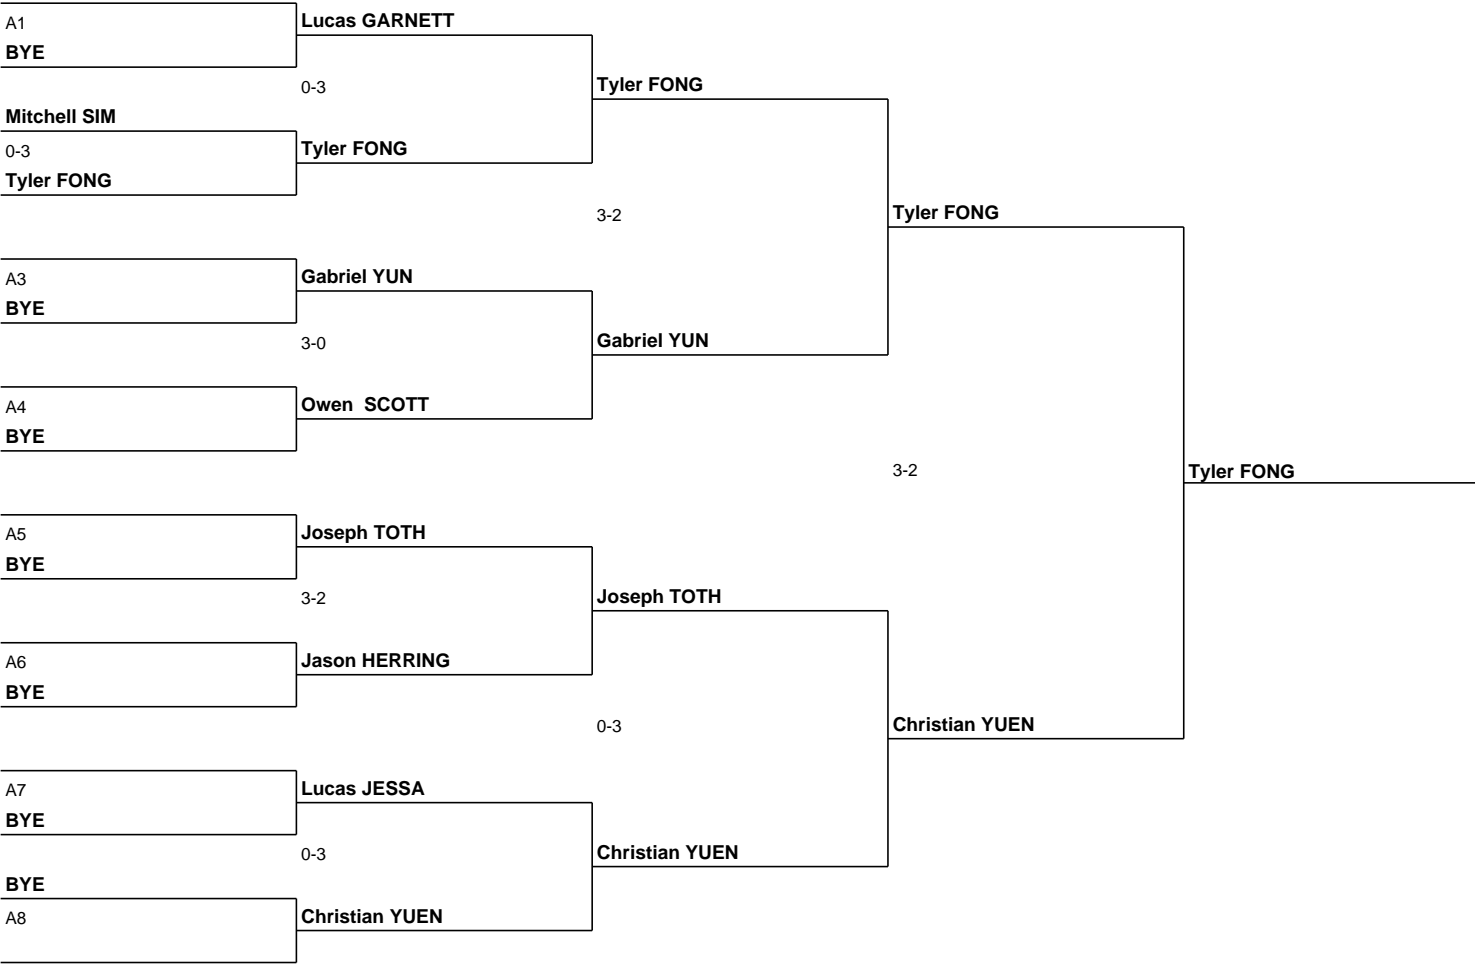 A1
BYE
Lucas GARNETT
0-3
Mitchell SIM
0-3
Tyler FONG
Tyler FONG
Tyler FONG
3-2
A3
BYE
Gabriel YUN
3-0
A4
BYE
Owen SCOTT
Gabriel YUN
Tyler FONG
3-2
A5
BYE
Joseph TOTH
3-2
A6
BYE
Jason HERRING
Joseph TOTH
0-3
A7
BYE
Lucas JESSA
0-3
BYE
A8
Christian YUEN
Christian YUEN
Christian YUEN
Tyler FONG